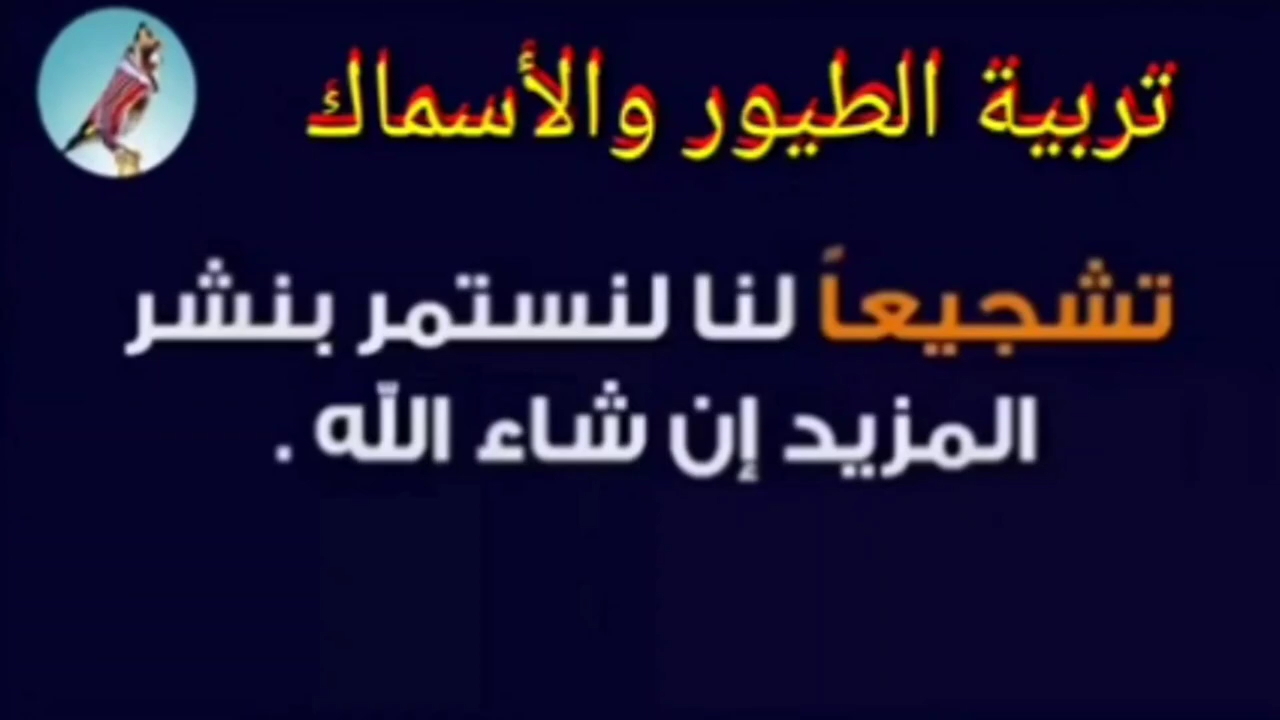 تربية الطيور والأسماك
تشجيعاً لنا لنستمر بنشر
المزيد إن شاء الله .